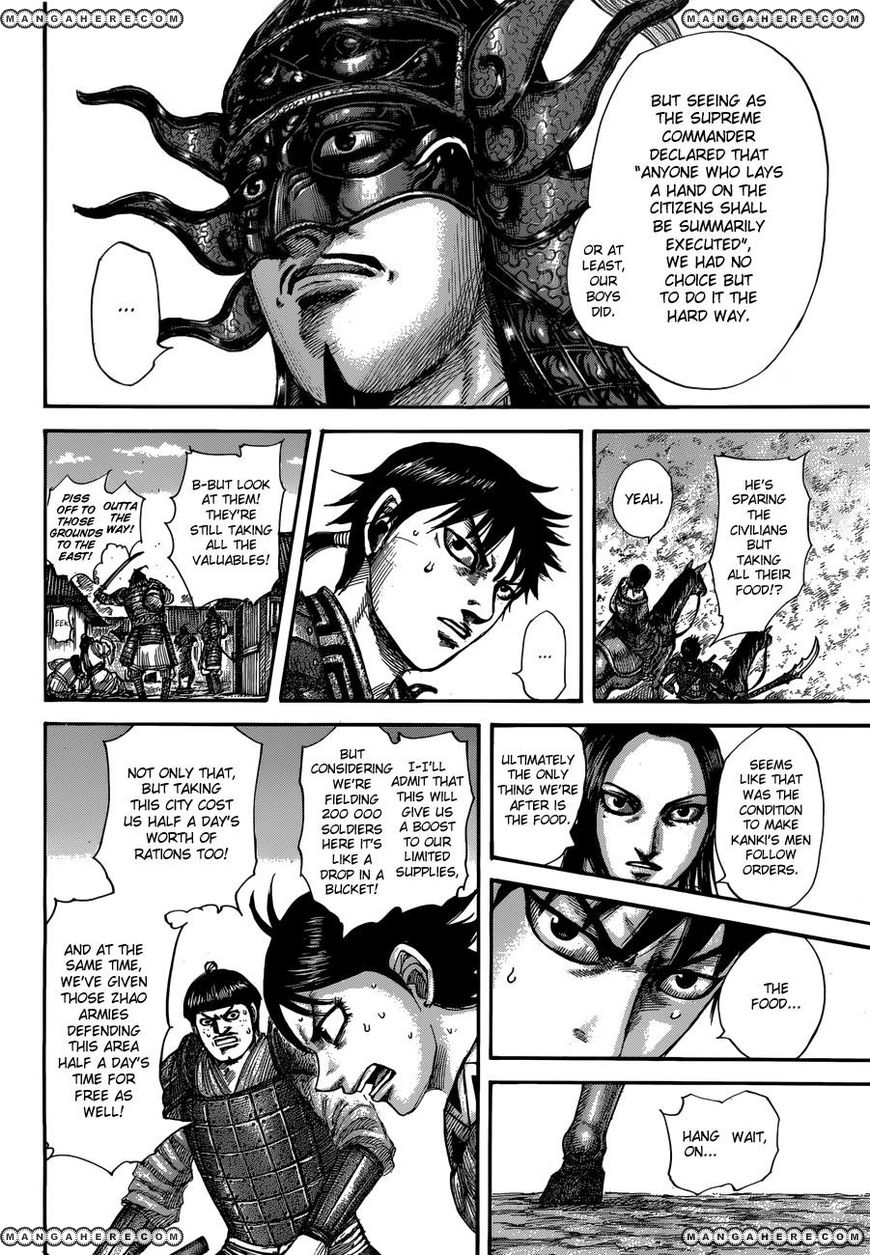 MANGAHERE.COM
MANGAHERE.COM
BUT SEEING AS
THE SUPREME
COMMANDER
DECLARED THAT
"ANYONE WHO LAYS
A HAND ON THE
CITIZENS SHALL
BE SUMMARILY
EXECUTED",
WE HAD NO
CHOICE BUT
TO DO IT THE
HARD WAY.
OR AT
LEAST,
OUR
BOYS
DID.
...
HE'S
SPARING
THE
CIVILIANS
BUT
TAKING
ALL THEIR
FOOD!?
YEAH.
...
B-BUT LOOK
AT THEM!
THEY'RE
STILL TAKING
ALL THE
VALUABLES!
OUTTA
THE
WAY!
PISS
OFF TO
THOSE
GROUNDS
TO THE
EAST!
EEK
SEEMS
LIKE THAT
WAS THE
CONDITION
TO MAKE
KANKI'S MEN
FOLLOW
ORDERS.
ULTIMATELY
THE ONLY
THING WE'RE
AFTER IS
THE FOOD.
THE
FOOD...
WAIT,
HANG
ON...
I-I'LL
ADMIT THAT
THIS WILL
GIVE US
A BOOST
TO OUR
LIMITED
SUPPLIES,
BUT
CONSIDERING
WE'RE
FIELDING
200 000
SOLDIERS
HERE IT'S
LIKE A
DROP IN A
BUCKET!
NOT ONLY THAT,
BUT TAKING
THIS CITY COST
US HALF A DAY'S
WORTH OF
RATIONS TOO!
AND AT THE
SAME TIME,
WE'VE GIVEN
THOSE ZHAO
ARMIES
DEFENDING
THIS AREA
HALF A DAY'S
TIME FOR
FREE AS
WELL!
MANGAHERE.COM
MANGAHERE.COM